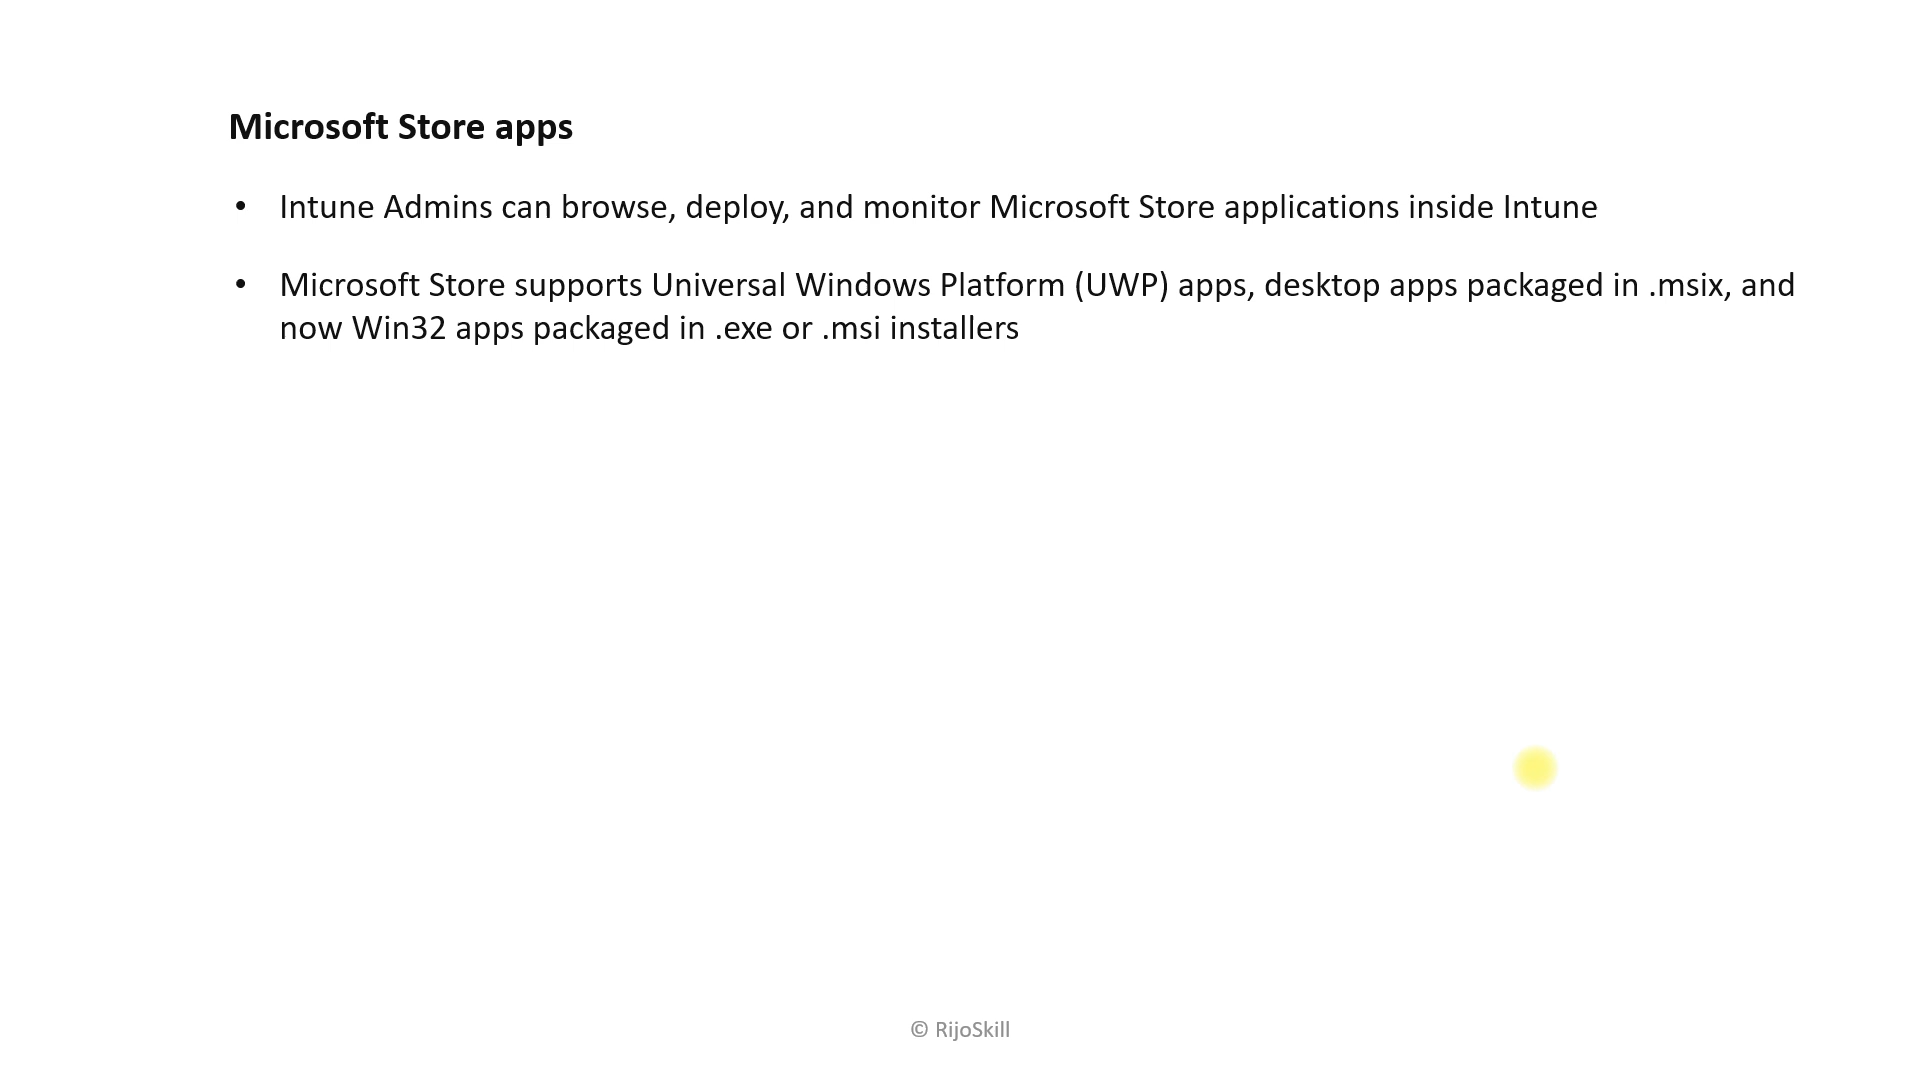 Microsoft Store apps
• Intune Admins can browse, deploy, and monitor Microsoft Store applications inside Intune
• Microsoft Store supports Universal Windows Platform (UWP) apps, desktop apps packaged in .msix, and
now Win32 apps packaged in .exe or .msi installers
© RijoSkill